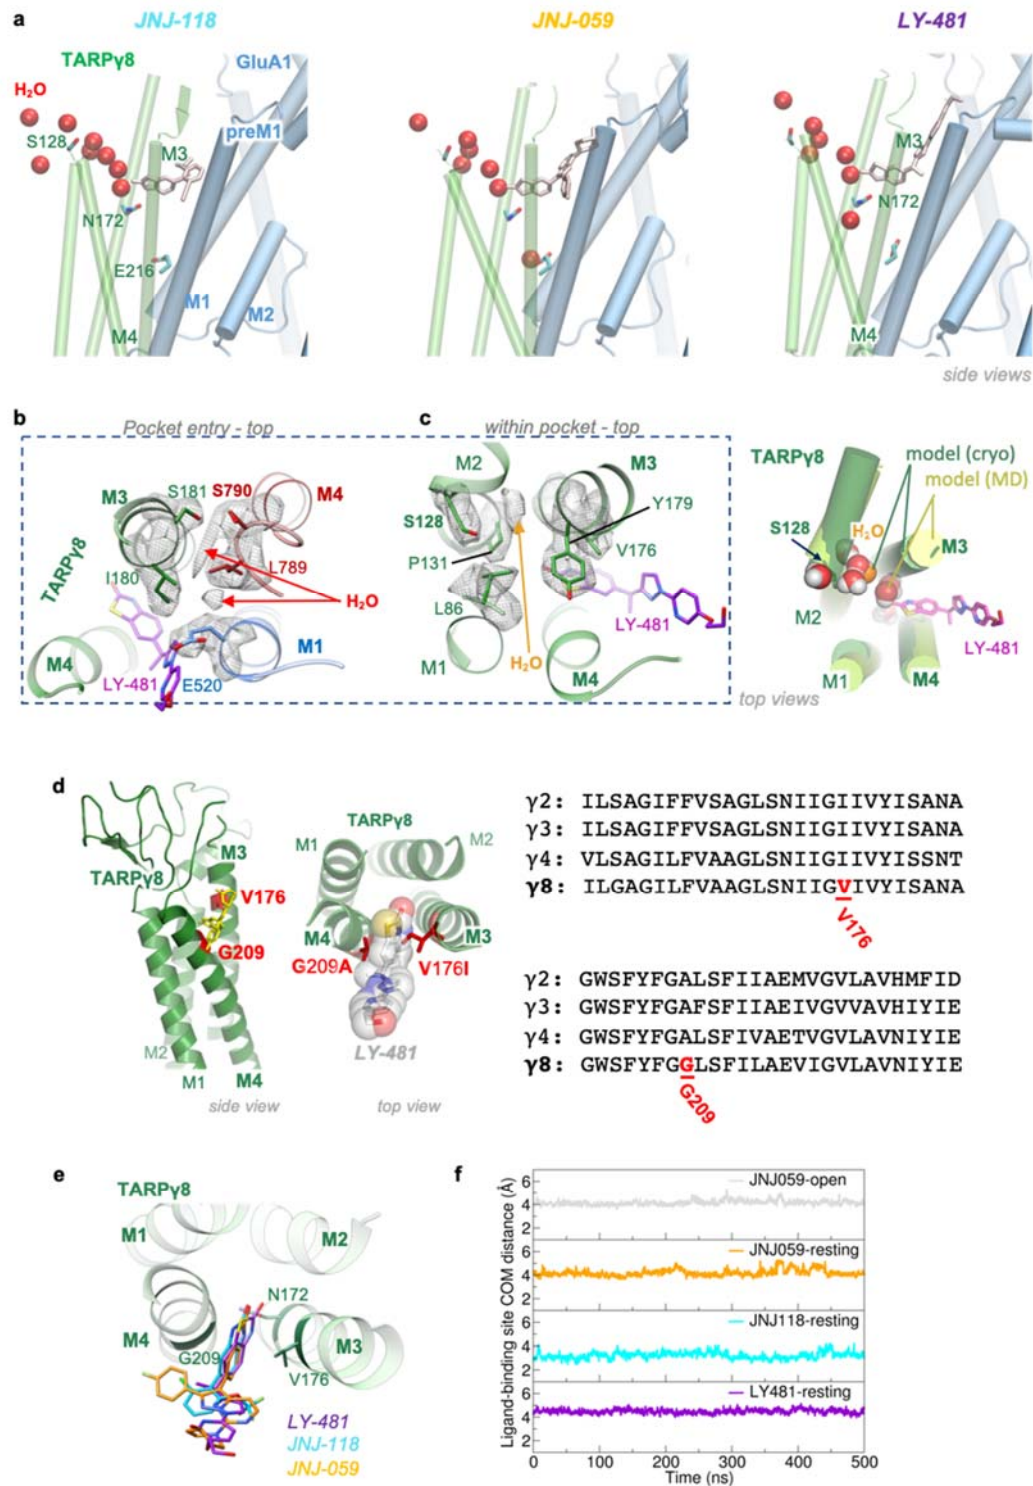 a
JNJ-118
JNJ-059
LY-481
TARPγ8
GluA1
H₂O
preM1
S128
M3
M3
N172
N172
E216
M1
M2
M4
M4
side views
b
Pocket entry - top
c
within pocket - top
M3
S181
S790
M4
TARPγ8
I180
L789
H₂O
M4
M1
LY-481
E520
M2
M3
S128
Y179
P131
V176
L86
LY-481
M1
H₂O
M4
TARPγ8
model (cryo)
model (MD)
S128
H₂O
M3
M2
LY-481
M1
M4
top views
d
M3
TARPγ8
V176
G209
M2
M1
M4
side view
TARPγ8
M1
M2
M4
M3
G209A
V176I
LY-481
top view
γ2: ILSAGIFFVSAGLSNIIGIIVYISANA
γ3: ILSAGIFFVSAGLSNIIGIIVYISANA
γ4: VLSAGILFVAAGLSNIIGIIVYISSNT
γ8: ILGAGILFVAAGLSNIIGVIVYISANA
V176
γ2: GWSFYFGALSFIIAEMVGVLAVHMFID
γ3: GWSFYFGAFSFIIAEIVGVVAVHIYIE
γ4: GWSFYFGALSFIVAETVGVLAVNIYIE
γ8: GWSFYFGGLSFILAEVIGVLAVNIYIE
G209
e
TARPγ8
M1
M2
N172
M4
M3
G209
V176
LY-481
JNJ-118
JNJ-059
f
Ligand-binding site COM distance (Å)
6
4
2
JNJ059-open
6
4
2
JNJ059-resting
6
4
2
JNJ118-resting
6
4
2
LY481-resting
0 100 200 300 400 500
Time (ns)